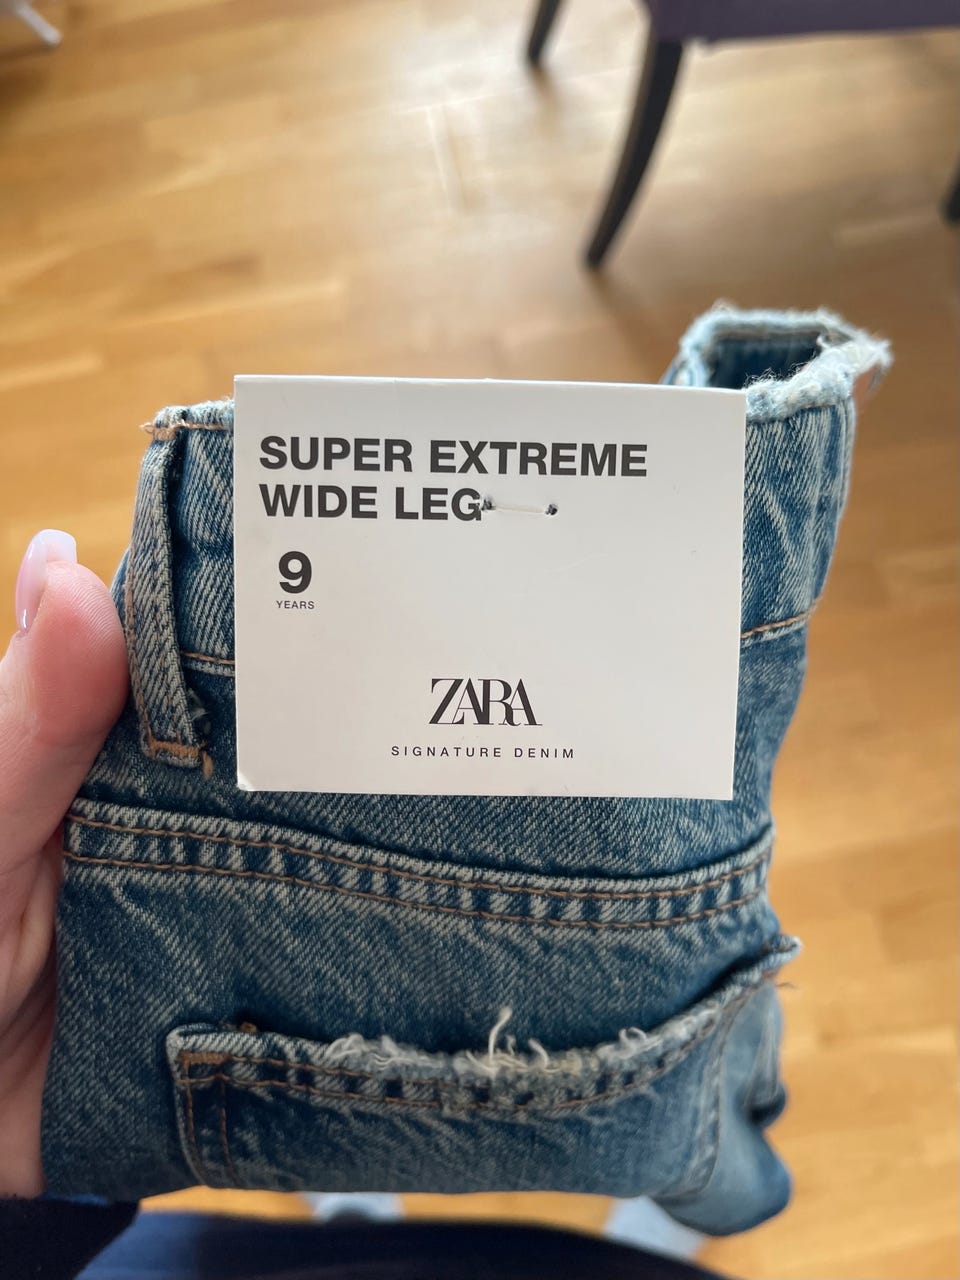 SUPER EXTREME
WIDE LEG
9
YEARS
ZARA
SIGNATURE DENIM